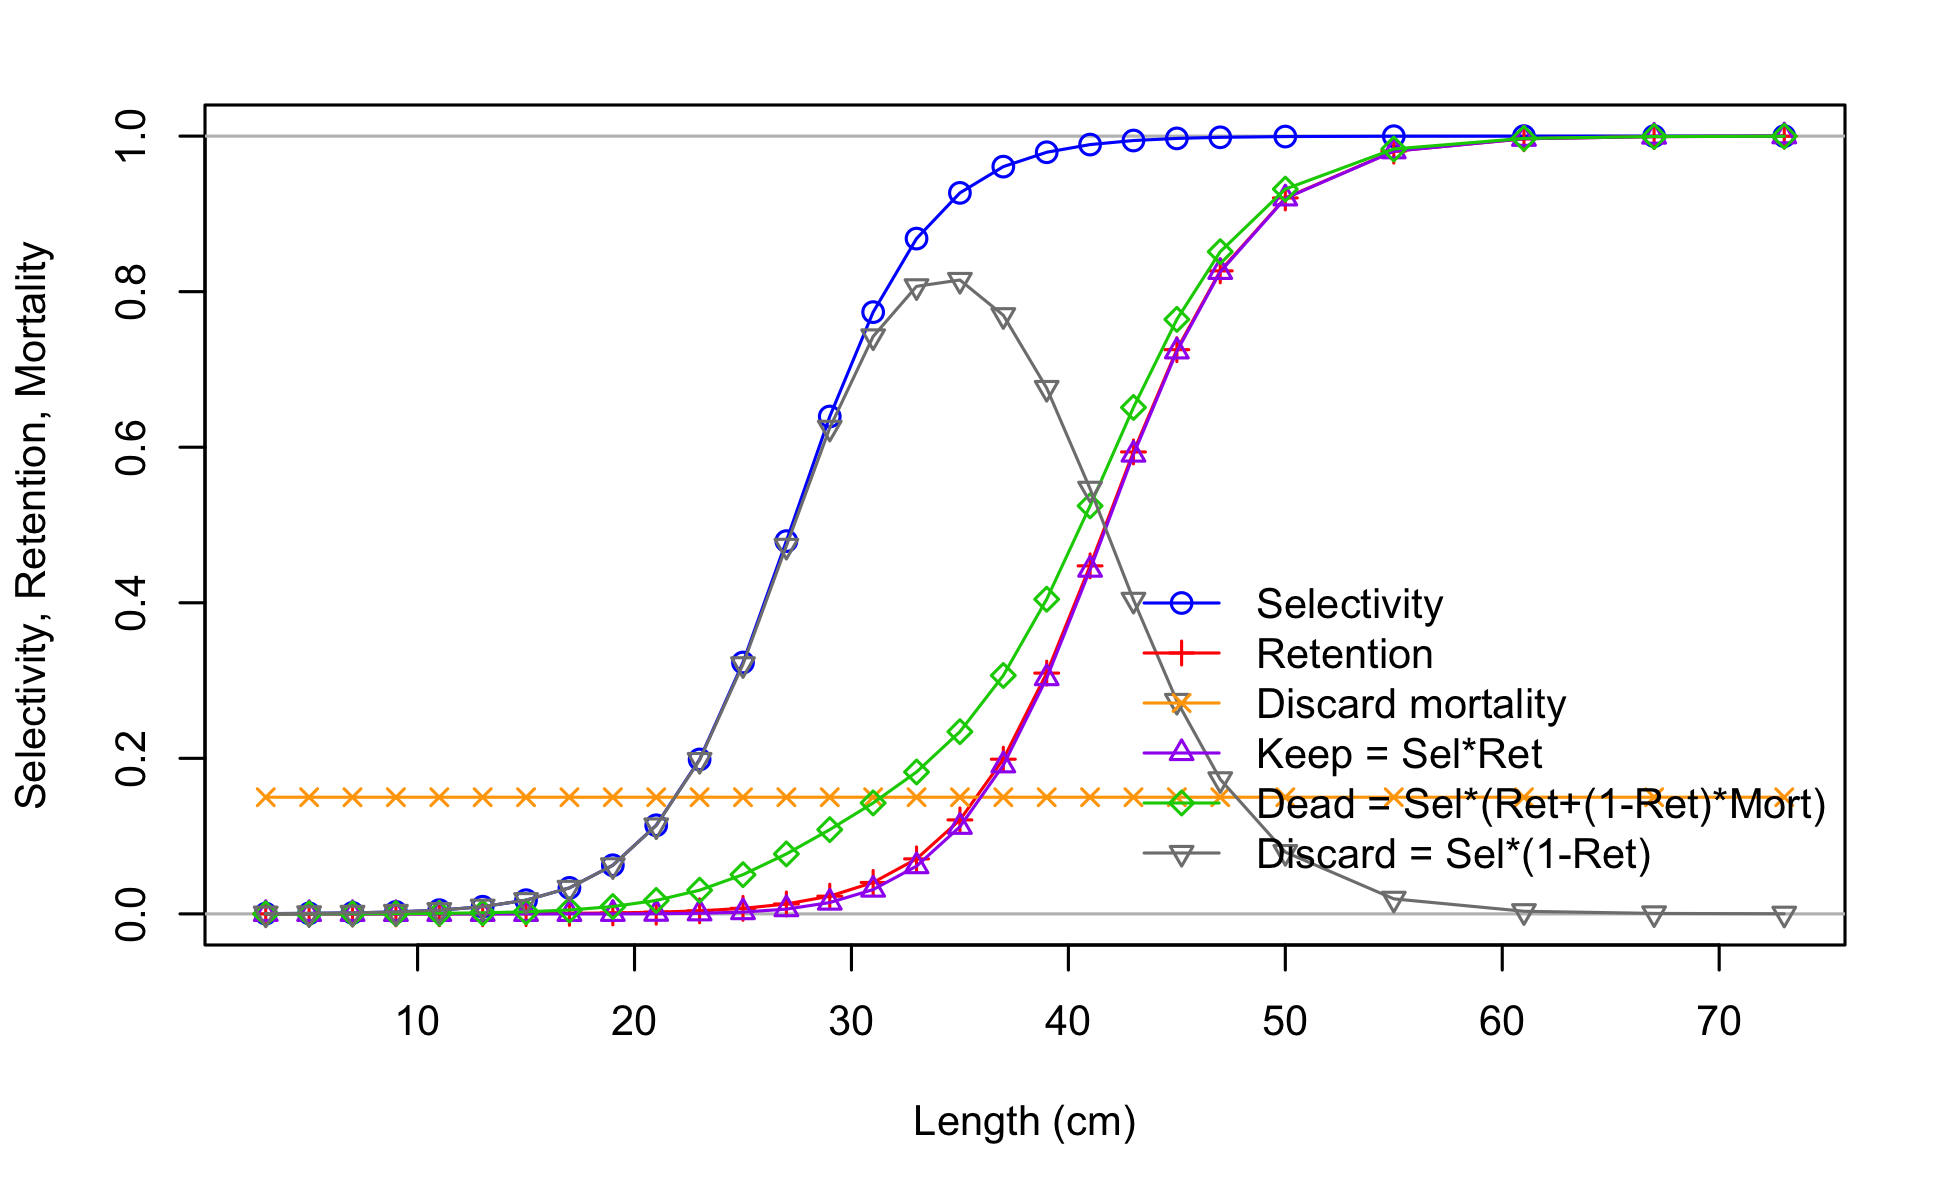 Selectivity, Retention, Mortality
1.0
0.8
0.6
0.4
0.2
0.0
Selectivity
Retention
Discard mortality
Keep = Sel*Ret
Dead = Sel*(Ret+(1-Ret)*Mort)
Discard = Sel*(1-Ret)
10 20 30 40 50 60 70
Length (cm)